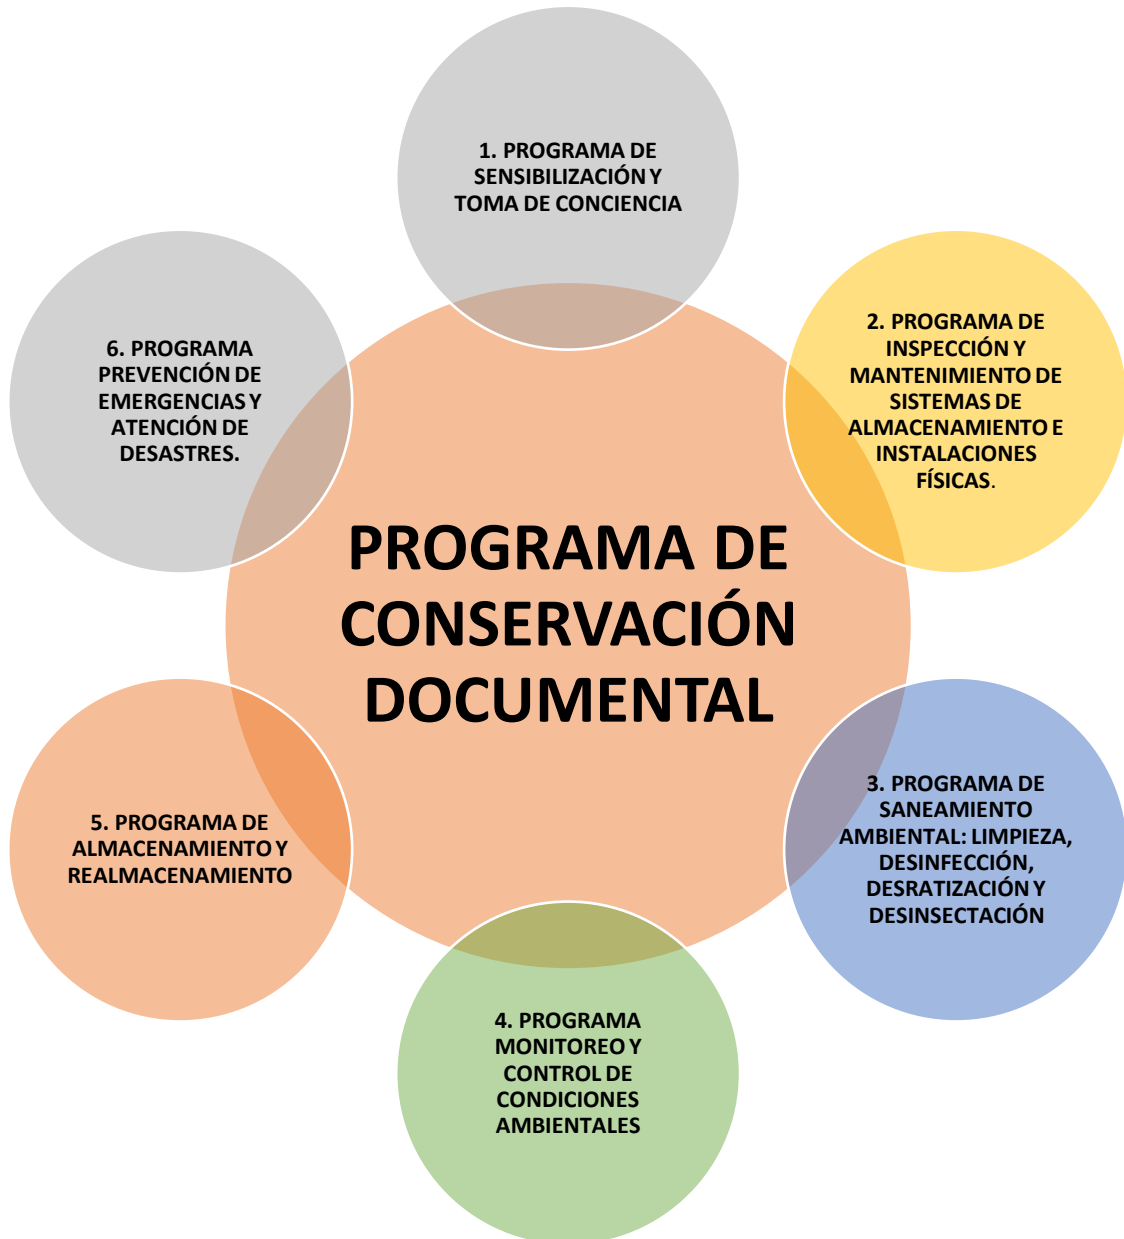 1. PROGRAMA DE
SENSIBILIZACIÓN Y
TOMA DE CONCIENCIA
2. PROGRAMA DE
INSPECCIÓN Y
MANTENIMIENTO DE
SISTEMAS DE
ALMACENAMIENTO E
INSTALACIONES
FÍSICAS.
6. PROGRAMA
PREVENCIÓN DE
EMERGENCIAS Y
ATENCIÓN DE
DESASTRES.
PROGRAMA DE
CONSERVACIÓN
DOCUMENTAL
3. PROGRAMA DE
SANEAMIENTO
AMBIENTAL: LIMPIEZA,
DESINFECCIÓN,
DESRATIZACIÓN Y
DESINSECTACIÓN
5. PROGRAMA DE
ALMACENAMIENTO Y
REALMACENAMIENTO
4. PROGRAMA
MONITOREO Y
CONTROL DE
CONDICIONES
AMBIENTALES